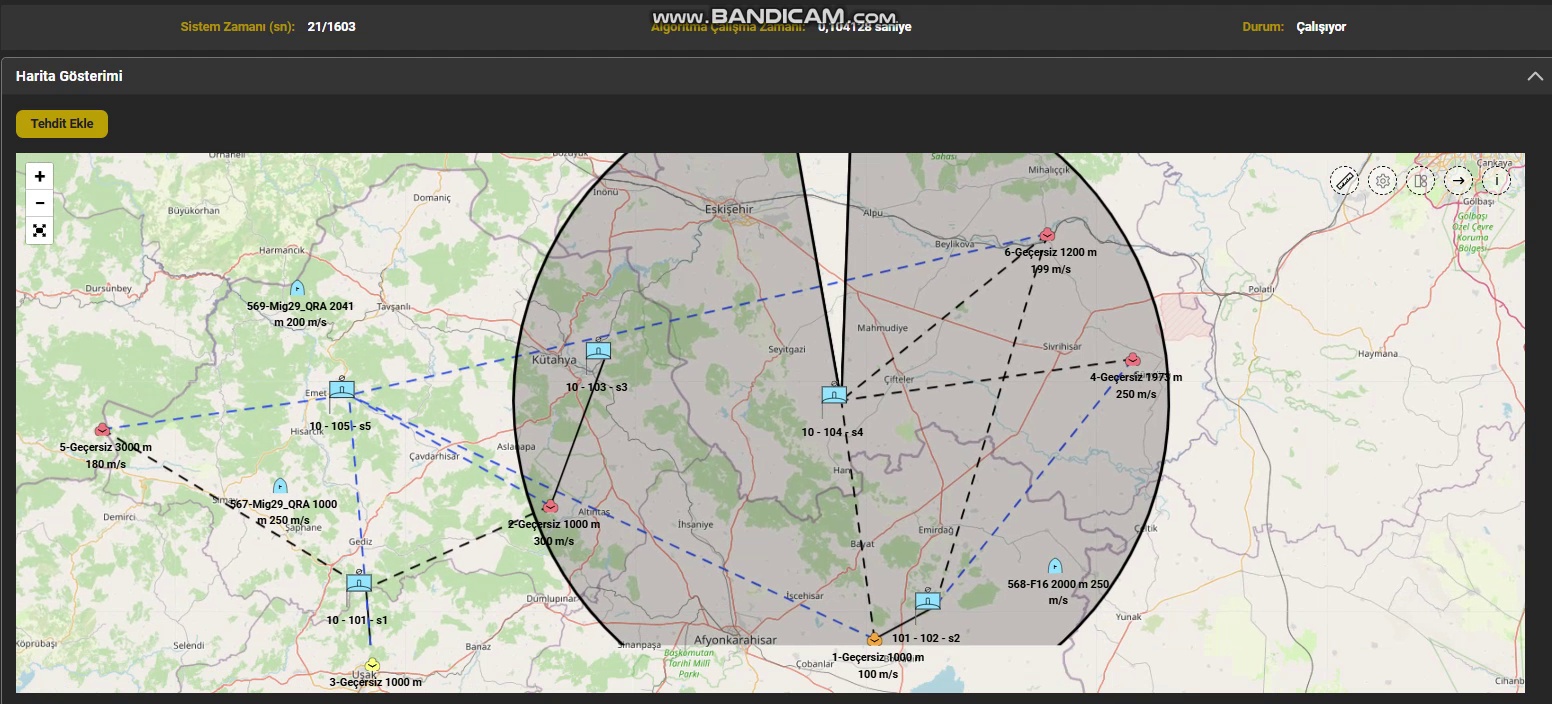 www.BANDICAM.com
Sistem Zamanı (sn): 21/1603
Algoritma Çalışma Zamanı: 0,104128 saniye
Durum: Çalışıyor
Harita Gösterimi
Tehdit Ekle
+
−
i
Orhaneli
Bozüyük
Sahası
Çankaya
Mihalıççık
İnönü
Domaniç
Gölbaşı
Büyükorhan
Eskişehir
Alpu
Gölbaşı
Özel Çevre
Koruma
Bölgesi
Beylikova
Harmancık
6-Geçersiz 1200 m
199 m/s
Dursunbey
Polatlı
569-Mig29_QRA 2041
m 200 m/s
Tavşanlı
Mahmudiye
Seyitgazi
Sivrihisar
Haymana
Kütahya
4-Geçersiz 1973 m
250 m/s
Çifteler
10 - 103 - s3
Emet
10 - 105 - s5
Hisarcık
10 - 104 - s4
5-Geçersiz 3000 m
180 m/s
Aslanapa
Çavdarhisar
Han
567-Mig29_QRA 1000
m 250 m/s
Simav
Demirci
Şaphane
2-Geçersiz 1000 m
300 m/s
Altıntaş
İhsaniye
Emirdağ
Çeltik
Gediz
Bayat
568-F16 2000 m 250
m/s
Dumlupınar
İscehisar
10 - 101 - s1
Yunak
Köprübaşı
Selendi
Banaz
Sinanpaşa
Afyonkarahisar
101 - 102 - s2
Başkomutan
Tarihî Millî
Parkı
Çobanlar
1-Geçersiz 1000 m
100 m/s
Uşak
3-Geçersiz 1000 m
Cihanb